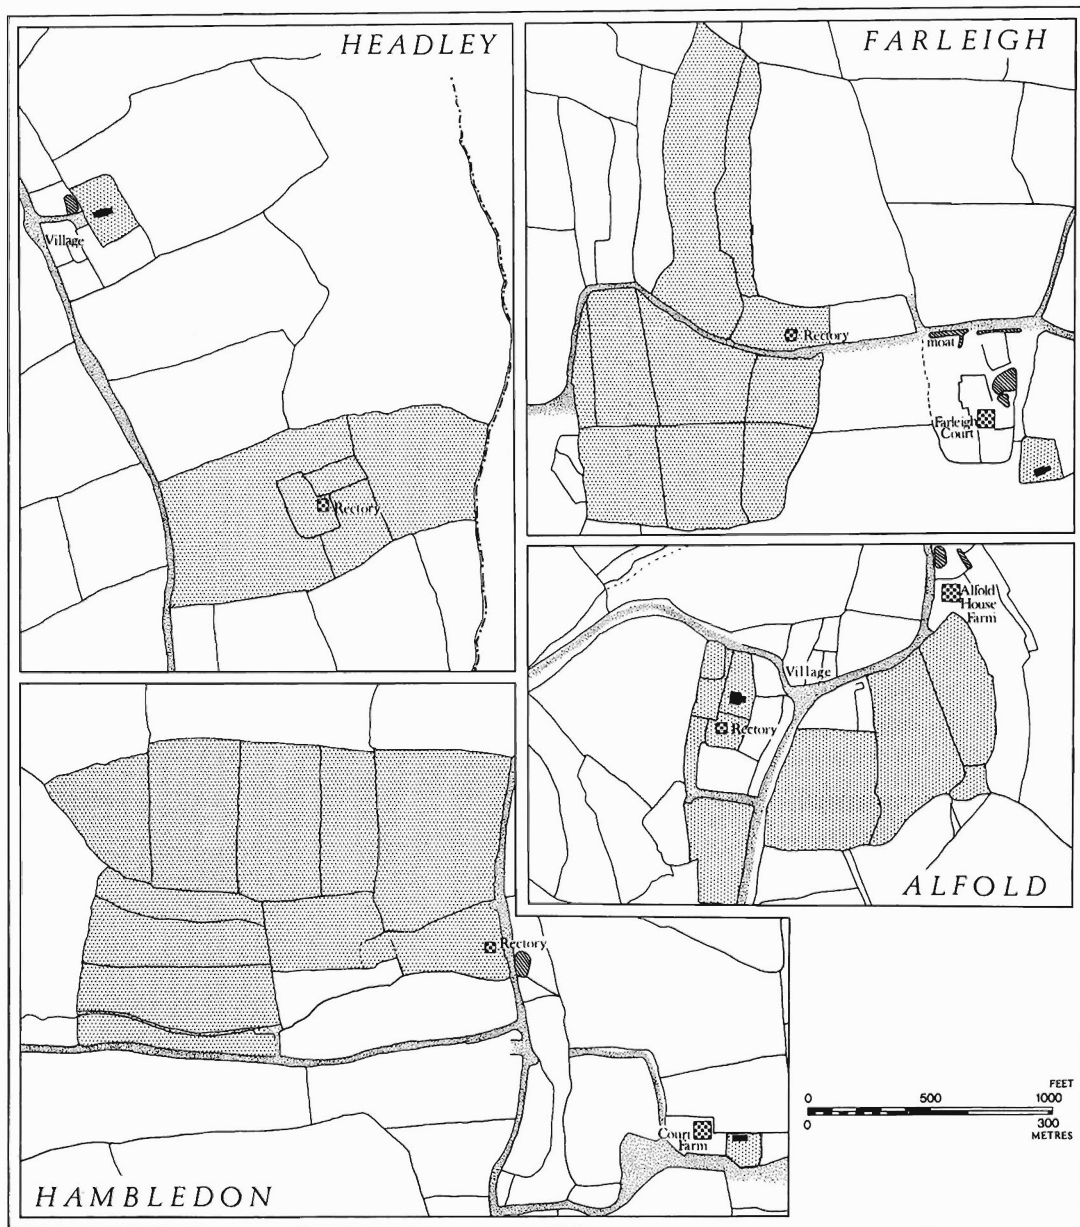 HEADLEY
Village
Rectory
FARLEIGH
Rectory
moat
Farleigh
Court
Alfold
House
Farm
Village
Rectory
ALFOLD
Rectory
Court
Farm
HAMBLEDON
FEET
0 500 1000
0 300
METRES